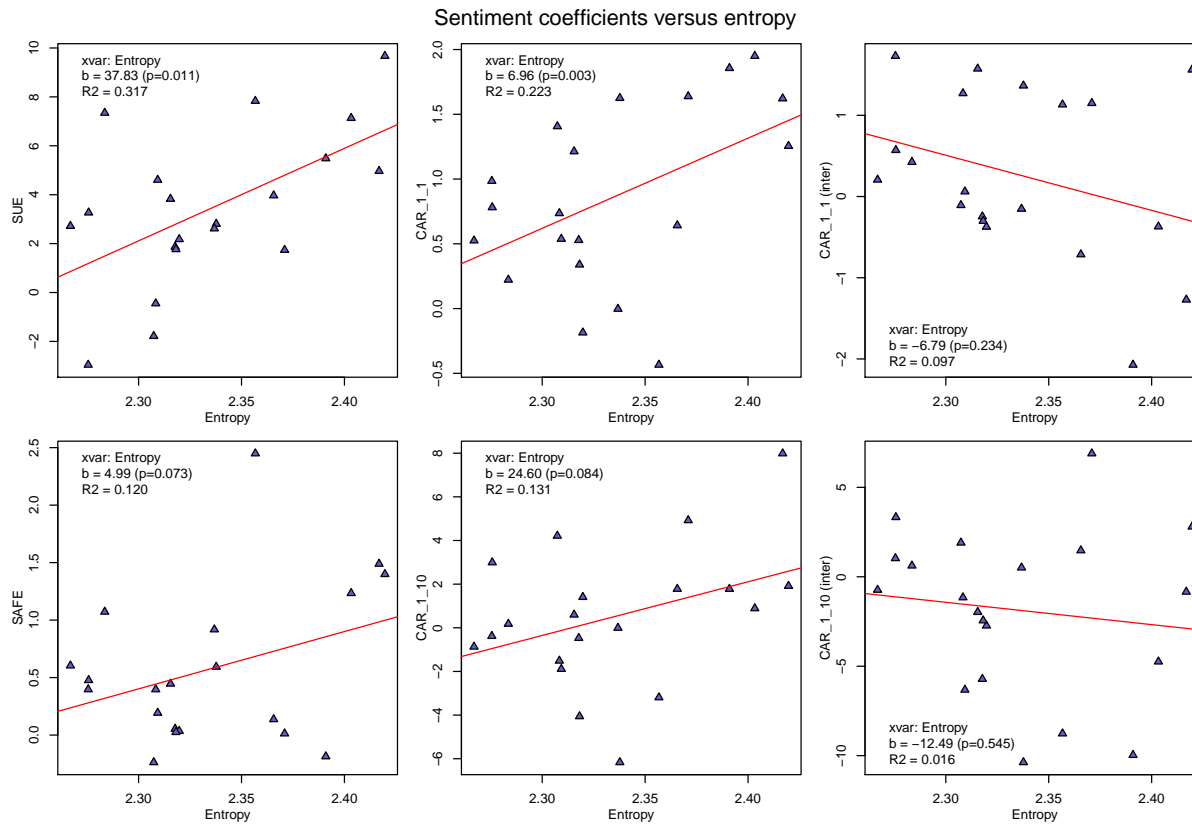 Sentiment coefficients versus entropy
xvar: Entropy
b = 37.83 (p=0.011)
R2 = 0.317
SUE
10
8
6
4
2
0
−2
2.30
2.35
2.40
Entropy
xvar: Entropy
b = 6.96 (p=0.003)
R2 = 0.223
CAR_1_1
2.0
1.5
1.0
0.5
0.0
−0.5
2.30
2.35
2.40
Entropy
xvar: Entropy
b = −6.79 (p=0.234)
R2 = 0.097
CAR_1_1 (inter)
1
0
−1
−2
2.30
2.35
2.40
Entropy
xvar: Entropy
b = 4.99 (p=0.073)
R2 = 0.120
SAFE
2.5
2.0
1.5
1.0
0.5
0.0
2.30
2.35
2.40
Entropy
xvar: Entropy
b = 24.60 (p=0.084)
R2 = 0.131
CAR_1_10
8
6
4
2
0
−2
−4
−6
2.30
2.35
2.40
Entropy
xvar: Entropy
b = −12.49 (p=0.545)
R2 = 0.016
CAR_1_10 (inter)
5
0
−5
−10
2.30
2.35
2.40
Entropy